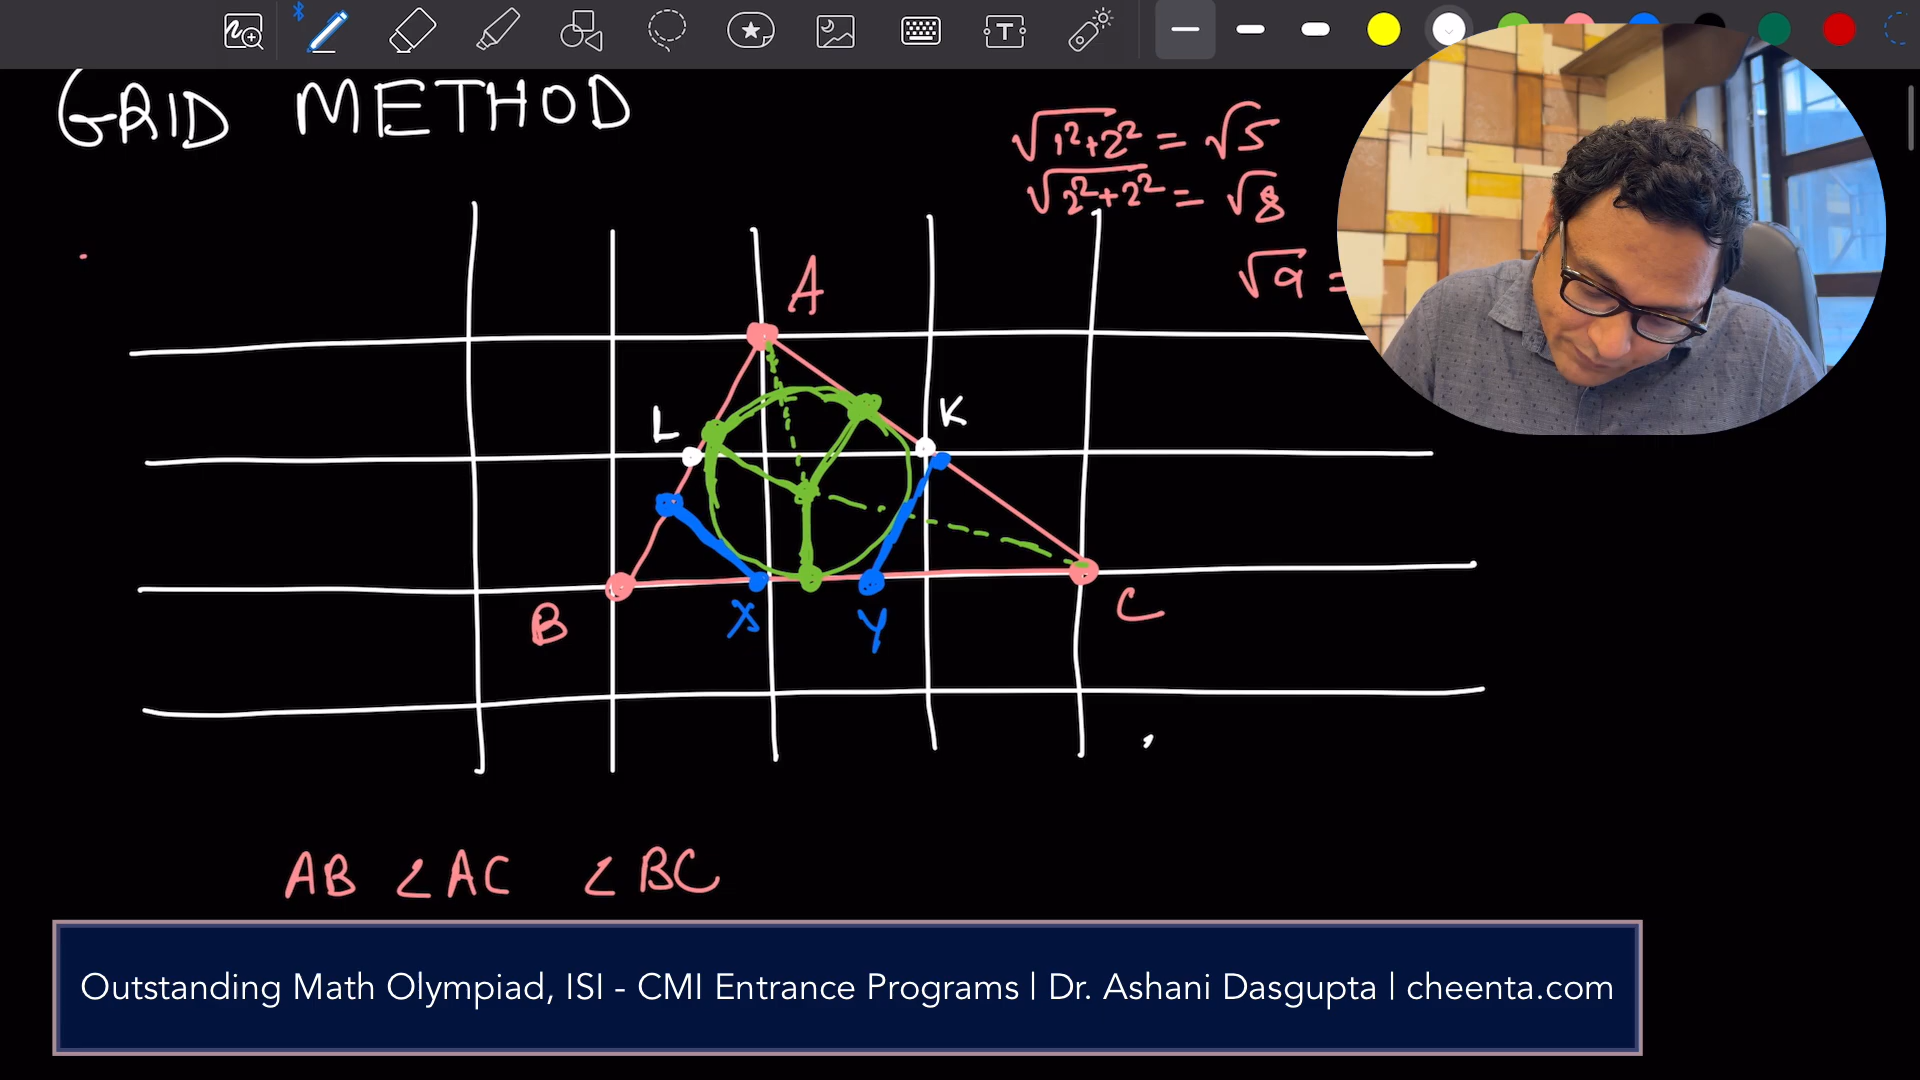 GRID METHOD
√1²+2² = √5
√2²+2² = √8
√9 =
A
L
K
B
X
Y
C
AB < AC < BC
Outstanding Math Olympiad, ISI - CMI Entrance Programs | Dr. Ashani Dasgupta | cheenta.com